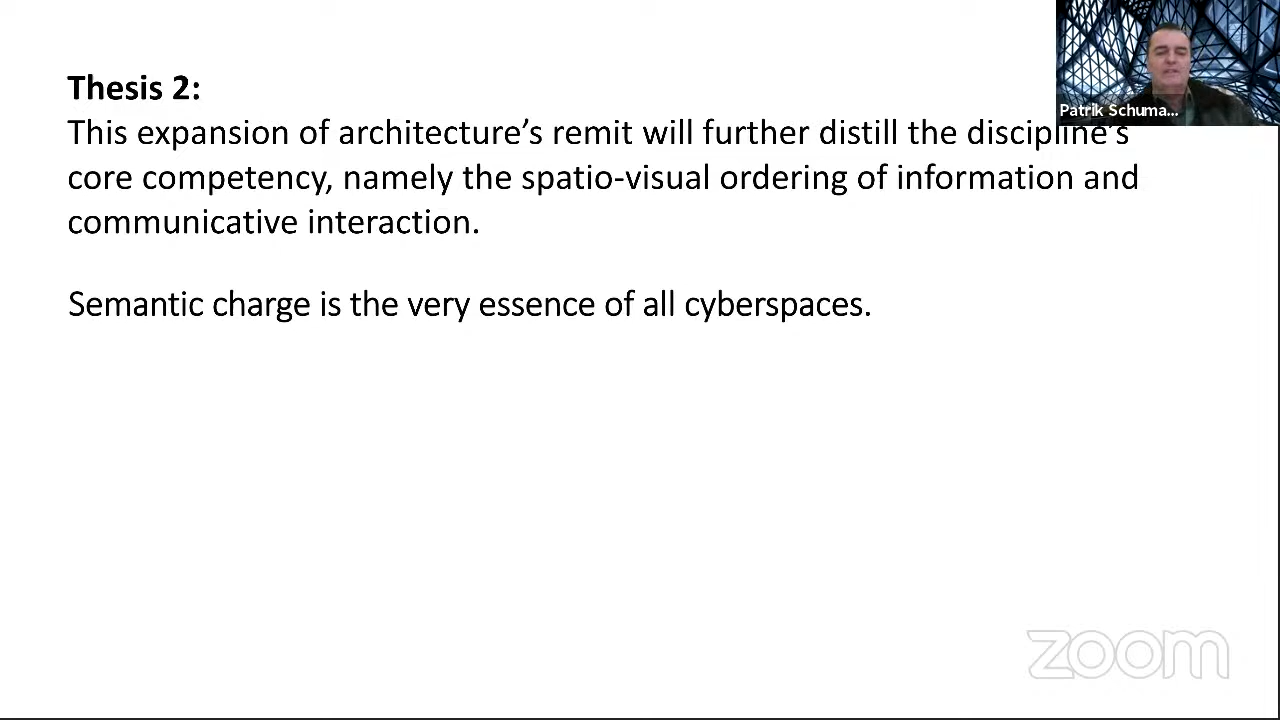 Thesis 2:
This expansion of architecture’s remit will further distill the discipline’s
core competency, namely the spatio-visual ordering of information and
communicative interaction.
Semantic charge is the very essence of all cyberspaces.
Patrik Schuma...
zoom